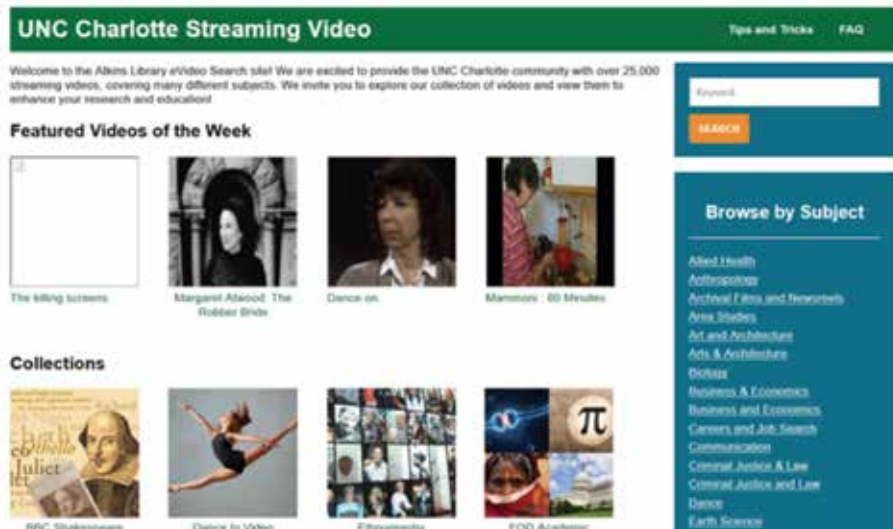 UNC Charlotte Streaming Video
Tips and Tricks
FAQ
Welcome to the Atkins Library eVideo Search site! We are excited to provide the UNC Charlotte community with over 25,000
streaming videos, covering many different subjects. We invite you to explore our collection of videos and view them to
enhance your research and education!
Keyword
SEARCH
Featured Videos of the Week
The killing screens
Margaret Atwood: The
Robber Bride
Dance on
Mammoni : 60 Minutes
Collections
Juliet
π
BBC Shakespeare
Dance In Video
Ethnography
FOD Academic
Browse by Subject
Allied Health
Anthropology
Archival Films and Newsreels
Area Studies
Art and Architecture
Arts & Architecture
Biology
Business & Economics
Business and Economics
Careers and Job Search
Communication
Criminal Justice & Law
Criminal Justice and Law
Dance
Earth Science